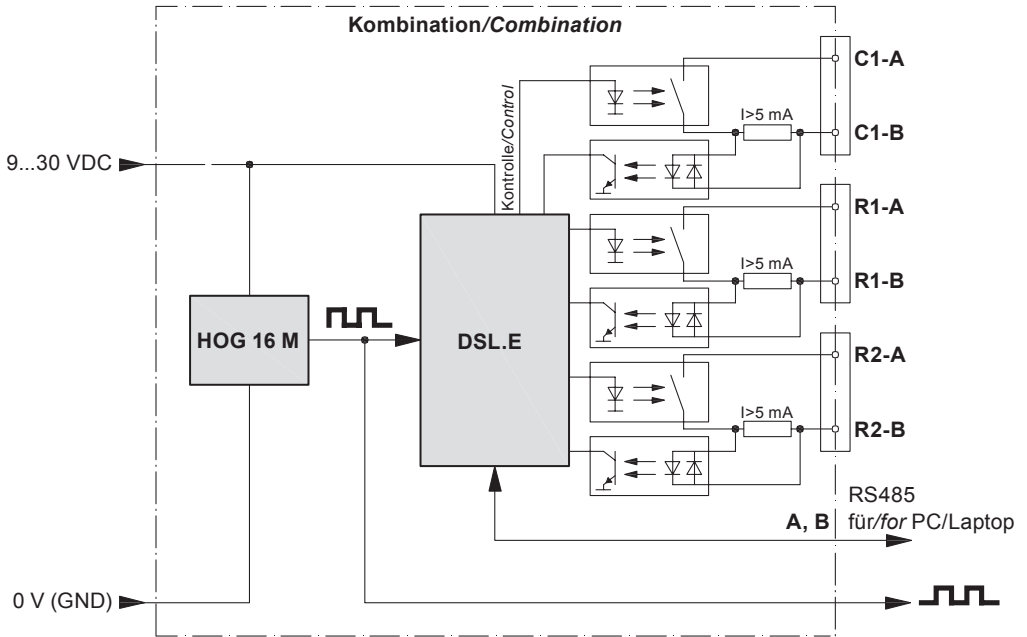 Kombination/Combination
C1-A
I>5 mA
C1-B
Kontrolle/Control
9...30 VDC
R1-A
I>5 mA
R1-B
HOG 16 M
DSL.E
R2-A
I>5 mA
R2-B
RS485
A, B für/for PC/Laptop
0 V (GND)